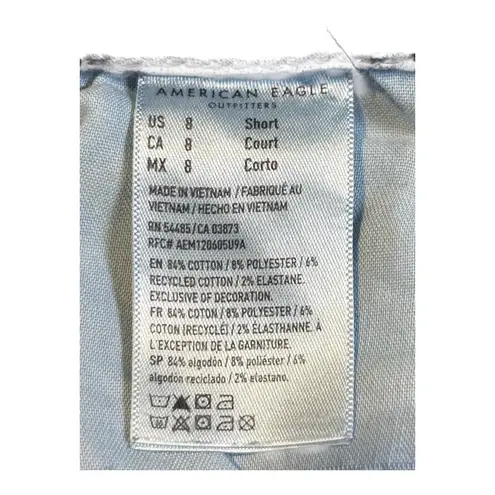 AMERICAN EAGLE
OUTFITTERS
US 8 Short
CA 8 Court
MX 8 Corto
MADE IN VIETNAM / FABRIQUÉ AU
VIETNAM / HECHO EN VIETNAM
RN 54485 / CA 03873
RFC# AEM120605U9A
EN 84% COTTON / 8% POLYESTER / 6%
RECYCLED COTTON / 2% ELASTANE.
EXCLUSIVE OF DECORATION.
FR 84% COTON / 8% POLYESTER / 6%
COTON (RECYCLÉ) / 2% ÉLASTHANNE. À
L'EXCEPTION DE LA GARNITURE.
SP 84% algodón / 8% poliéster / 6%
algodón reciclado / 2% elastano.